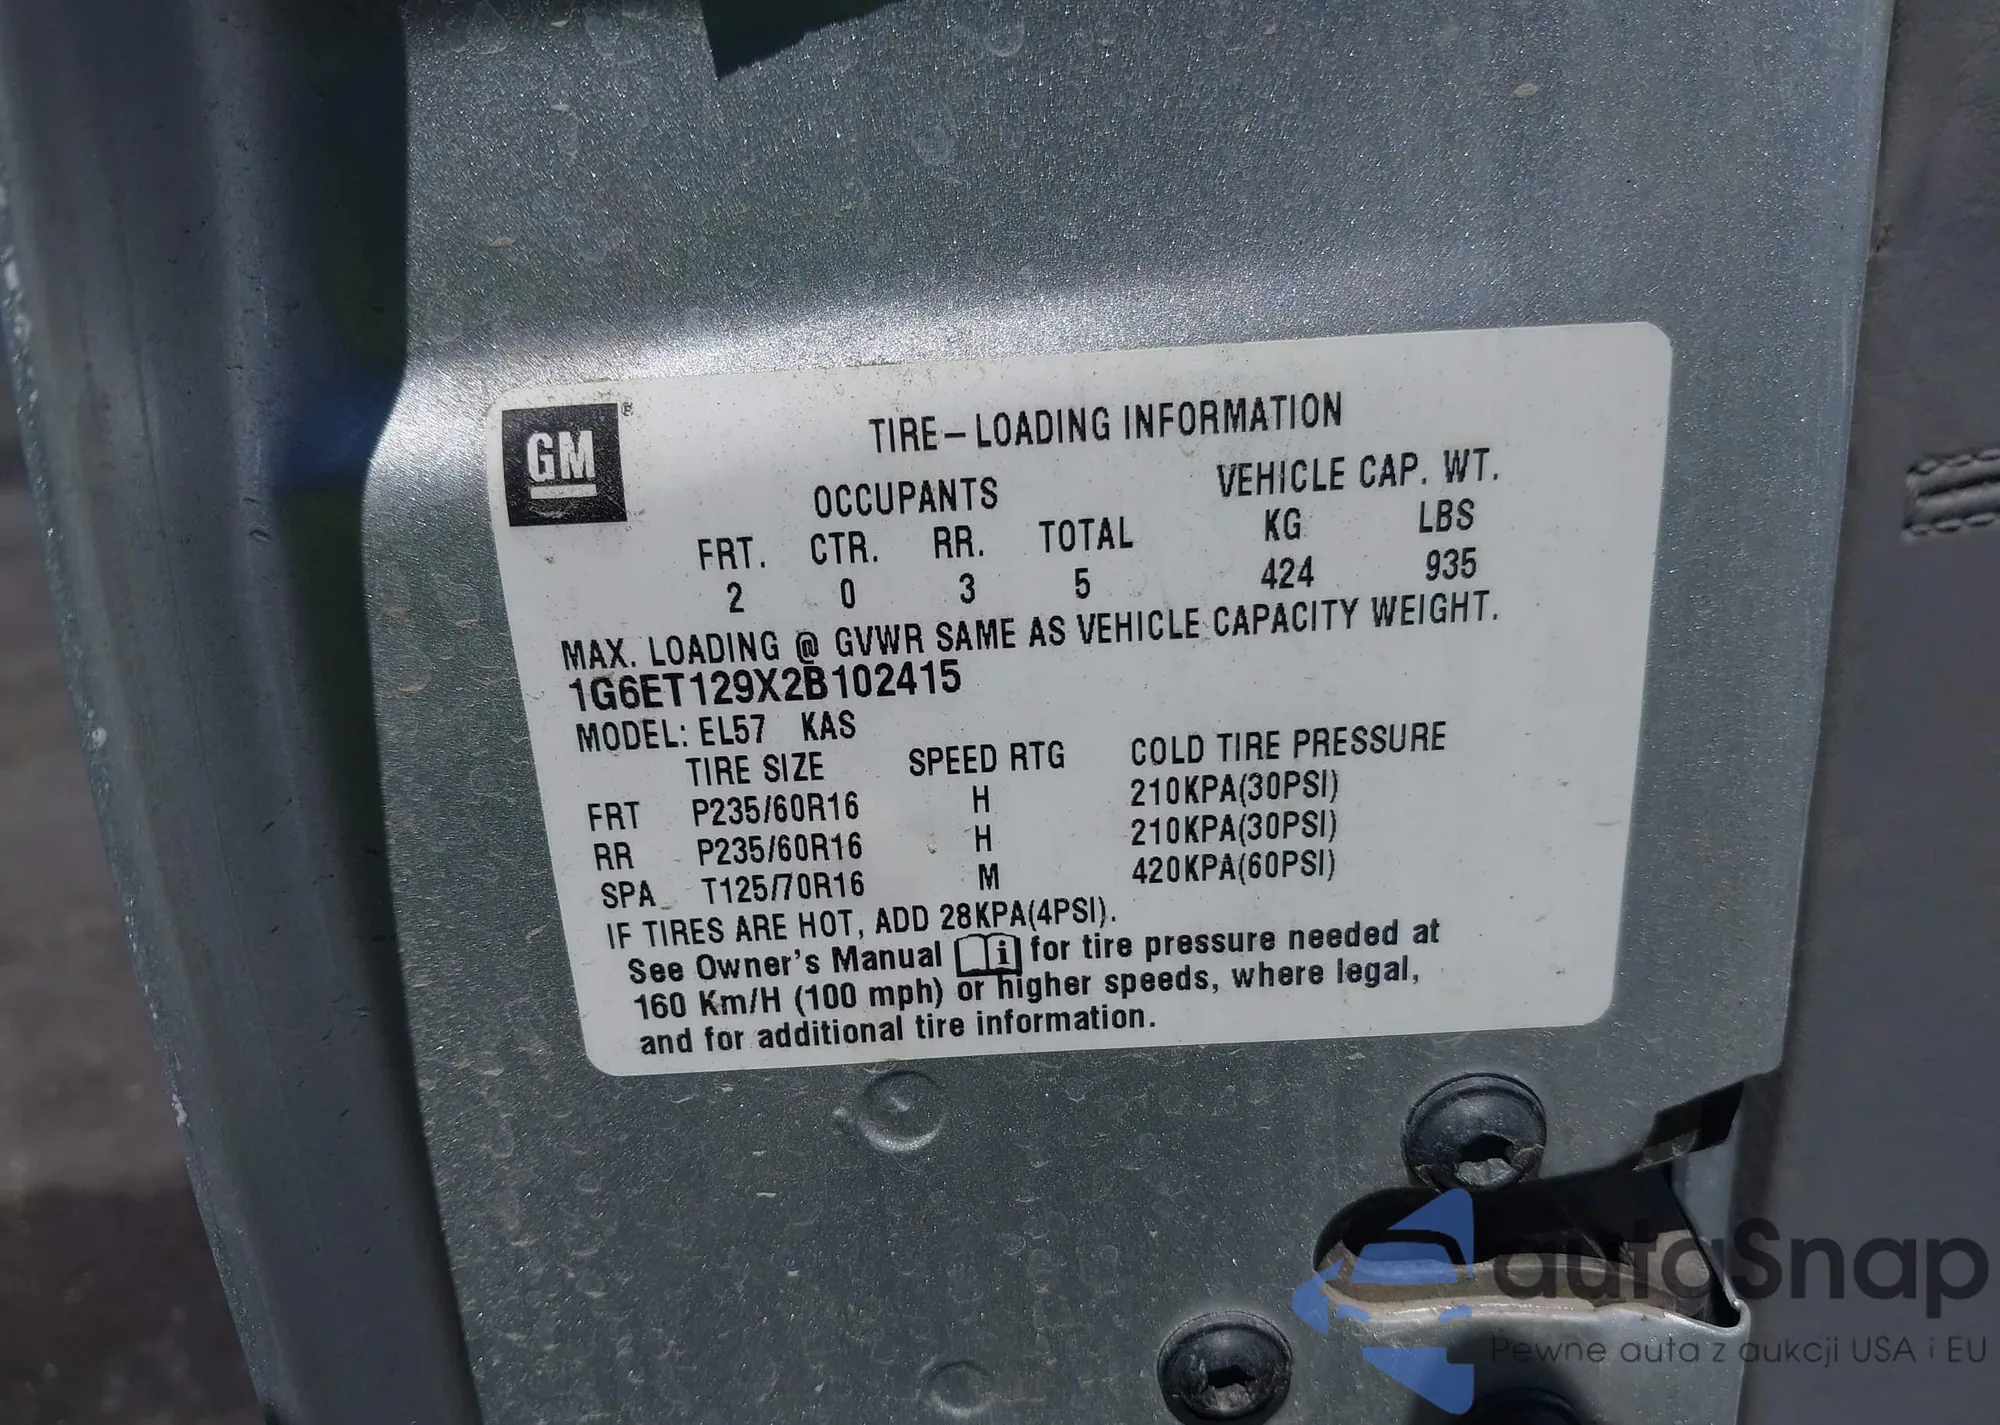 GM®
TIRE-LOADING INFORMATION
OCCUPANTS VEHICLE CAP. WT.
FRT. CTR. RR. TOTAL KG LBS
2 0 3 5 424 935
MAX. LOADING @ GVWR SAME AS VEHICLE CAPACITY WEIGHT.
1G6ET129X2B102415
MODEL: EL57 KAS
TIRE SIZE SPEED RTG COLD TIRE PRESSURE
FRT P235/60R16 H 210KPA(30PSI)
RR P235/60R16 H 210KPA(30PSI)
SPA T125/70R16 M 420KPA(60PSI)
IF TIRES ARE HOT, ADD 28KPA(4PSI).
See Owner's Manual i for tire pressure needed at
160 Km/H (100 mph) or higher speeds, where legal,
and for additional tire information.
autoSnap
Pewne auta z aukcji USA i EU